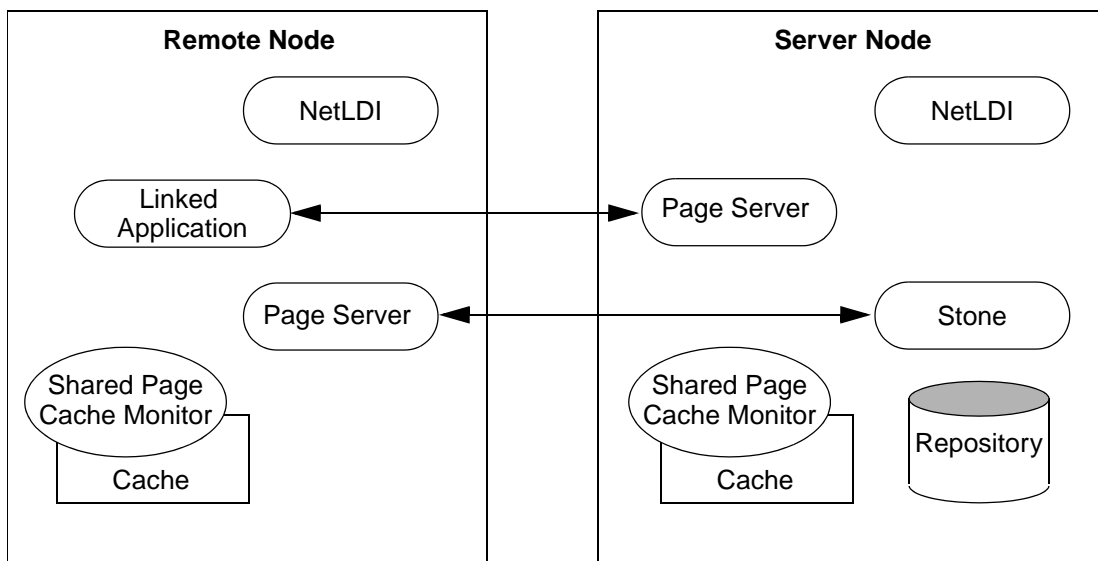 Remote Node
NetLDI
Linked
Application
Page Server
Shared Page
Cache Monitor
Cache
Server Node
NetLDI
Page Server
Stone
Shared Page
Cache Monitor
Cache
Repository